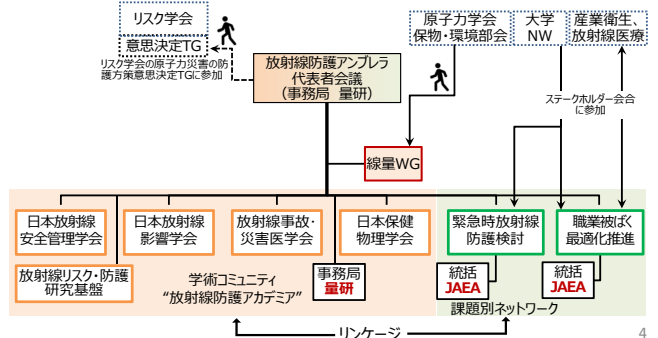 リスク学会
意思決定TG
リスク学会の原子力災害の防
護方策意思決定TGに参加
放射線防護アンブレラ
代表者会議
(事務局 量研)
原子力学会
保物・環境部会
大学
NW
産業衛生、
放射線医療
ステークホルダー会合
に参加
線量WG
日本放射線
安全管理学会
日本放射線
影響学会
放射線事故・
災害医学会
日本保健
物理学会
緊急時放射線
防護検討
職業被ばく
最適化推進
放射線リスク・防護
研究基盤
学術コミュニティ
“放射線防護アカデミア”
事務局
量研
統括
JAEA
統括
JAEA
課題別ネットワーク
リンケージ
4